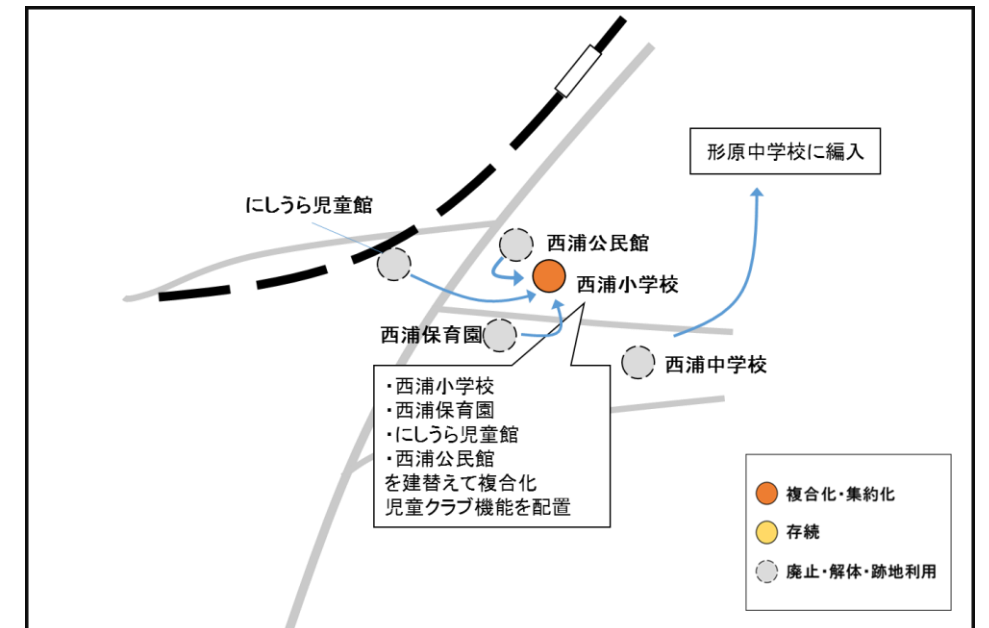 形原中学校に編入
にしうら児童館
西浦公民館
西浦小学校
西浦保育園
西浦中学校
・西浦小学校
・西浦保育園
・にしうら児童館
・西浦公民館
を建替えて複合化
児童クラブ機能を配置
複合化・集約化
存続
廃止・解体・跡地利用